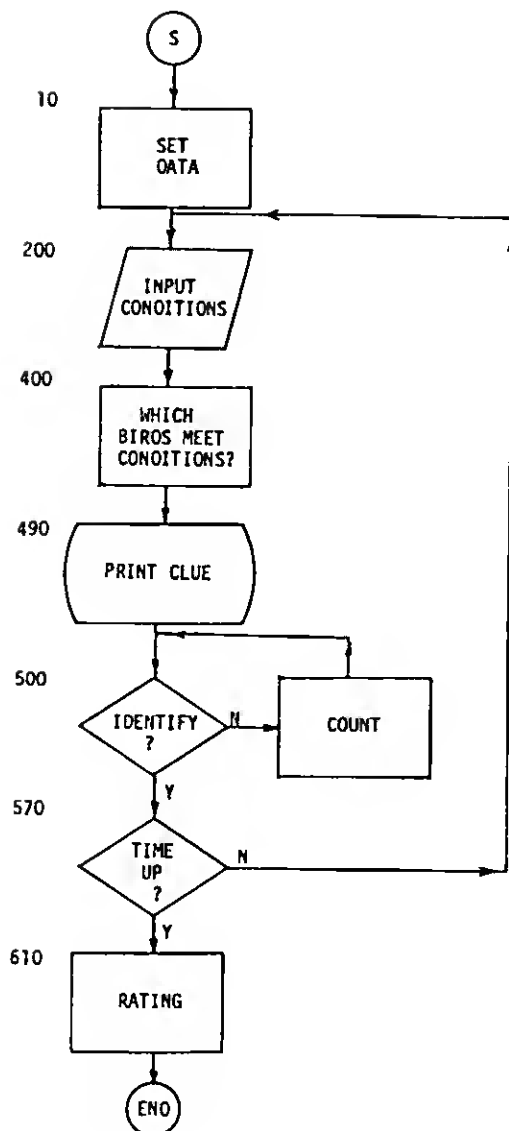 S
10
SET
DATA
200
INPUT
CONOITIONS
400
WHICH
BIROS MEET
CONOITIONS?
490
PRINT CLUE
500
IDENTIFY
?
N
COUNT
Y
570
TIME
UP
?
N
Y
610
RATING
ENO